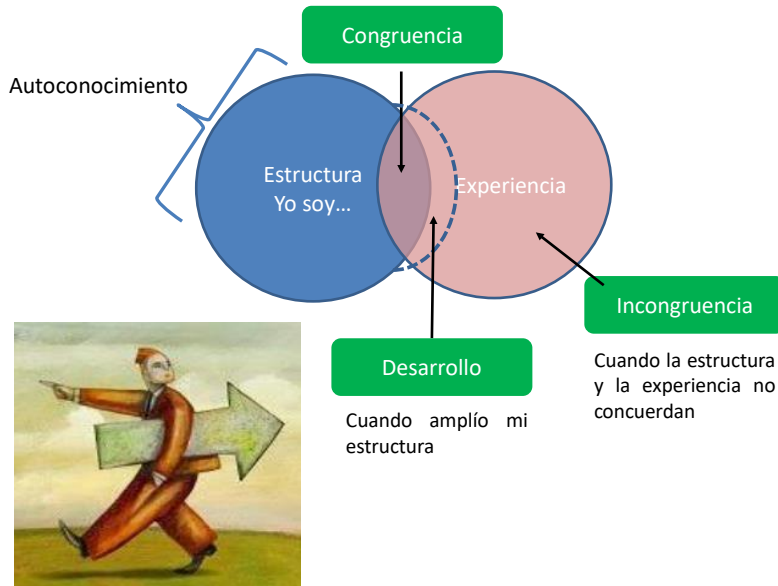 Congruencia
Autoconocimiento
Estructura
Yo soy...
Experiencia
Incongruencia
Cuando la estructura
y la experiencia no
concuerdan
Desarrollo
Cuando amplío mi
estructura